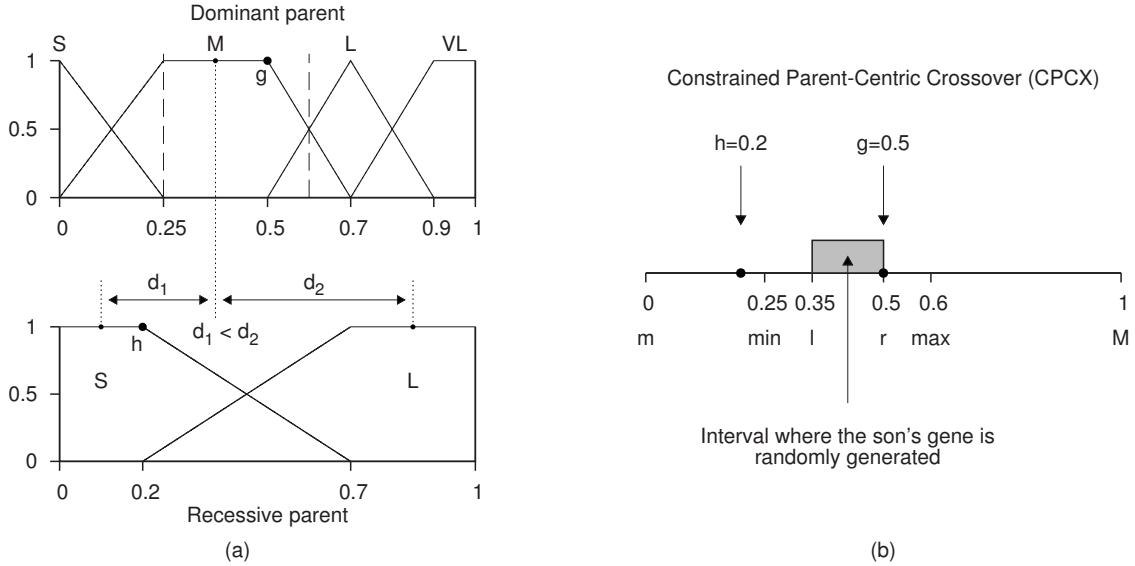 Dominant parent
S M L VL
1
g
0.5
0
0 0.25 0.5 0.7 0.9 1
d1 d2
d1 < d2
1
h
S L
0.5
0
0 0.2 0.7 1
Recessive parent
(a)
Constrained Parent-Centric Crossover (CPCX)
h=0.2 g=0.5
0 0.25 0.35 0.5 0.6 1
m min l r max M
Interval where the son's gene is
randomly generated
(b)